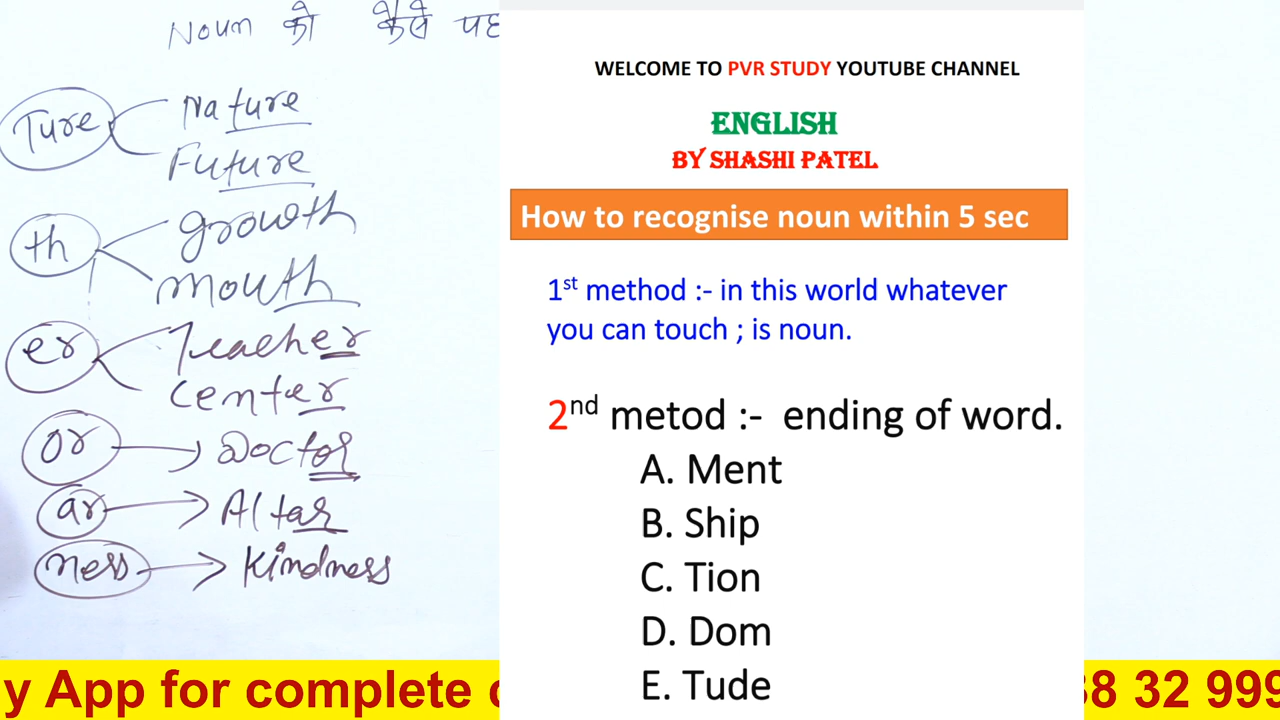 Noun को कैसे
Ture
Nature
Future
th
growth
mouth
er
Teacher
center
or
Doctor
ar
Altar
ness
Kindness
WELCOME TO PVR STUDY YOUTUBE CHANNEL
ENGLISH
BY SHASHI PATEL
How to recognise noun within 5 sec
1st method :- in this world whatever
you can touch ; is noun.
2nd metod :- ending of word.
A. Ment
B. Ship
C. Tion
D. Dom
E. Tude
y App for complete
38 32 999